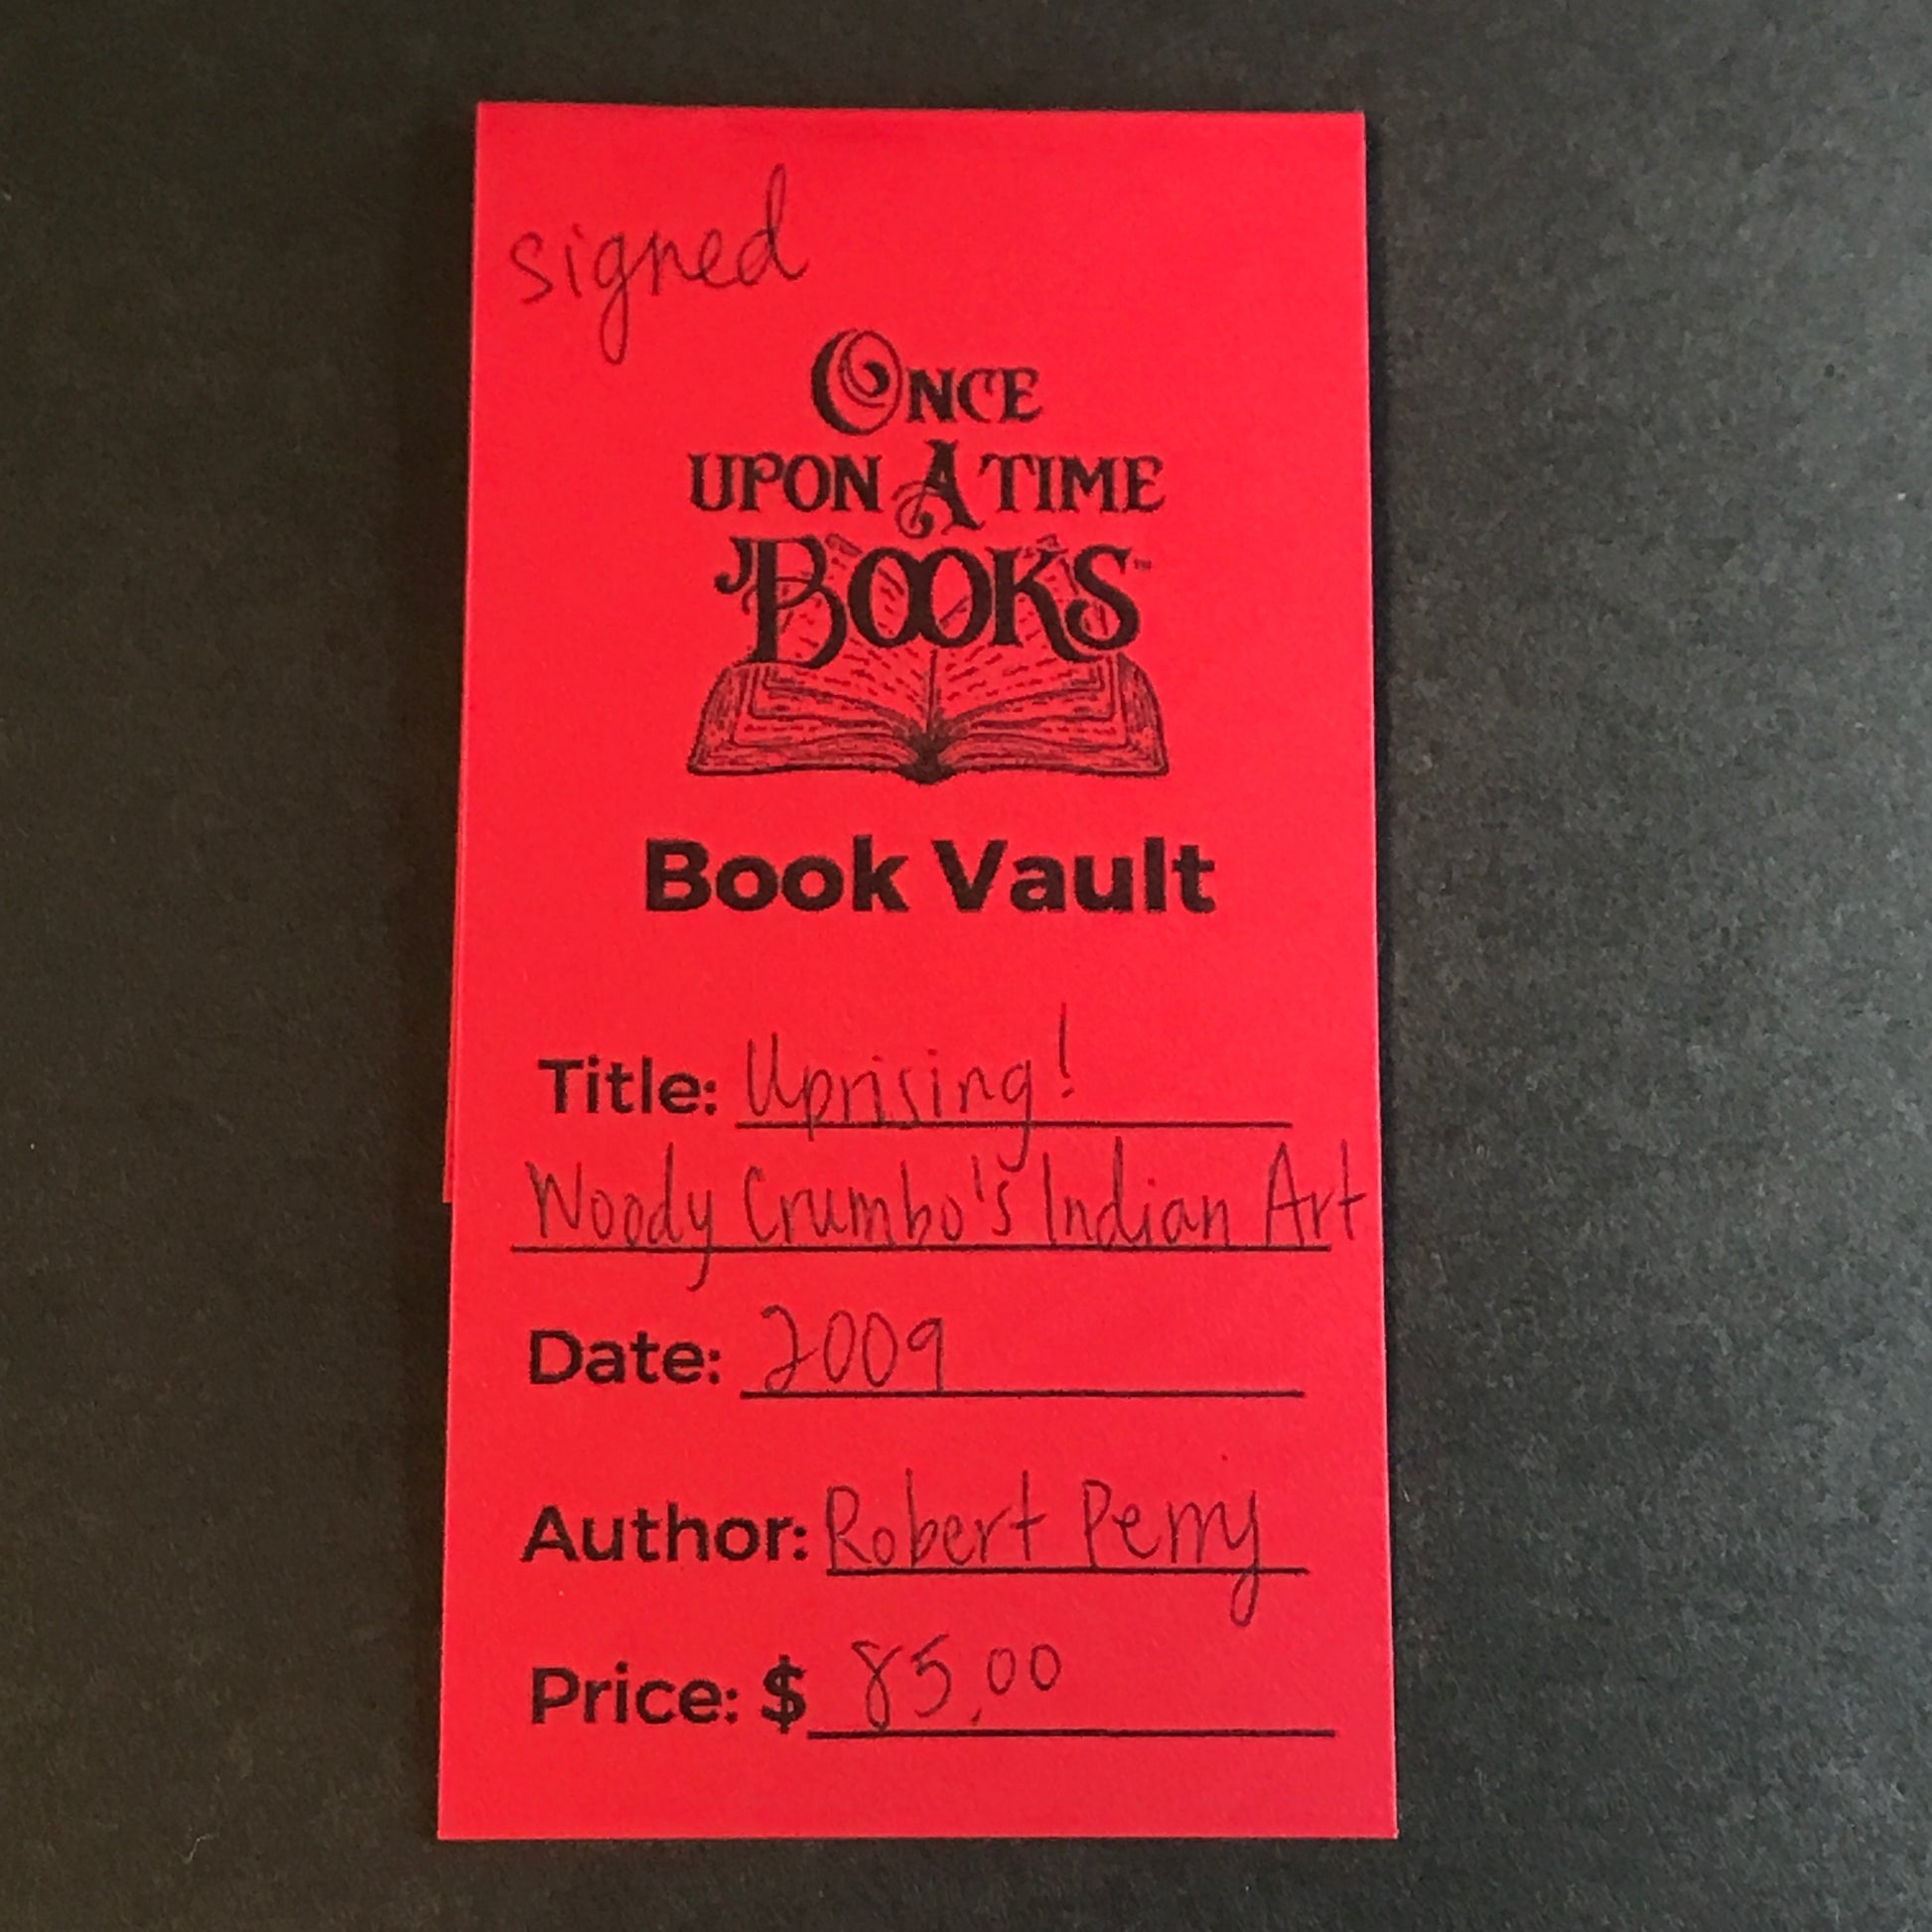 signed
ONCE
UPON A TIME
BOOKS™
Book Vault
Title: Uprising!
Woody Crumbo's Indian Art
Date: 2009
Author: Robert Perry
Price: $ 85.00